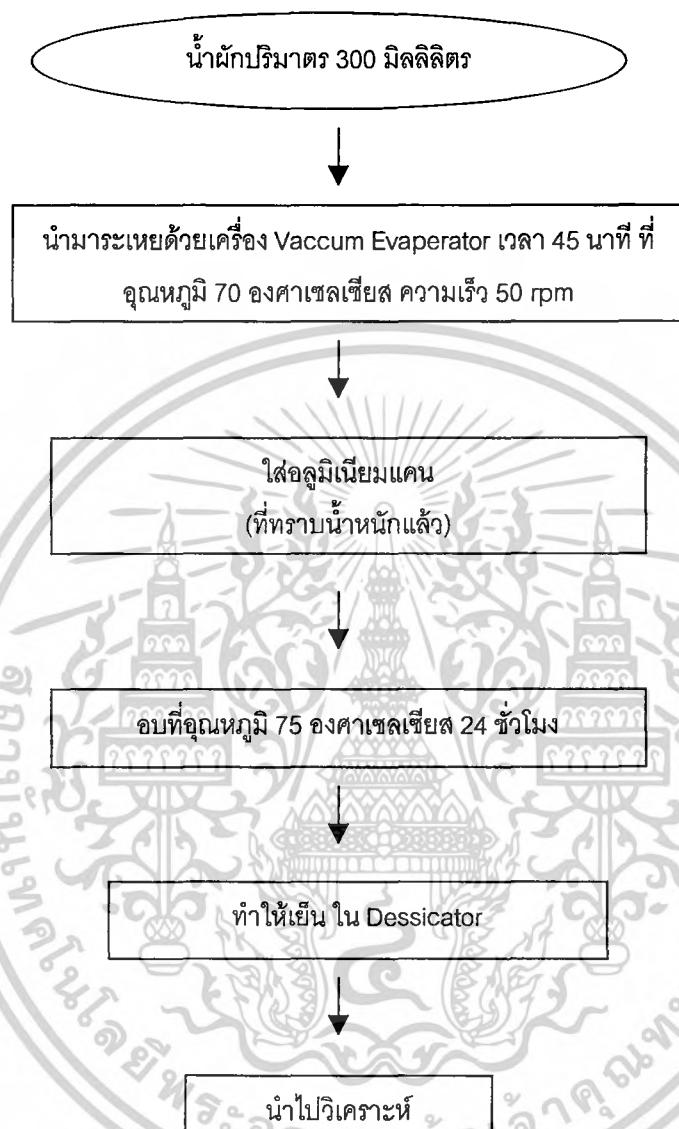 น้ำผักปริมาตร 300 มิลลิลิตร
นำมาระเหยด้วยเครื่อง Vaccum Evaperator เวลา 45 นาที ที่
อุณหภูมิ 70 องศาเซลเซียส ความเร็ว 50 rpm
ใส่อลูมิเนียมแคน
(ที่ทราบน้ำหนักแล้ว)
อบที่อุณหภูมิ 75 องศาเซลเซียส 24 ชั่วโมง
ทำให้เย็น ใน Dessicator
นำไปวิเคราะห์